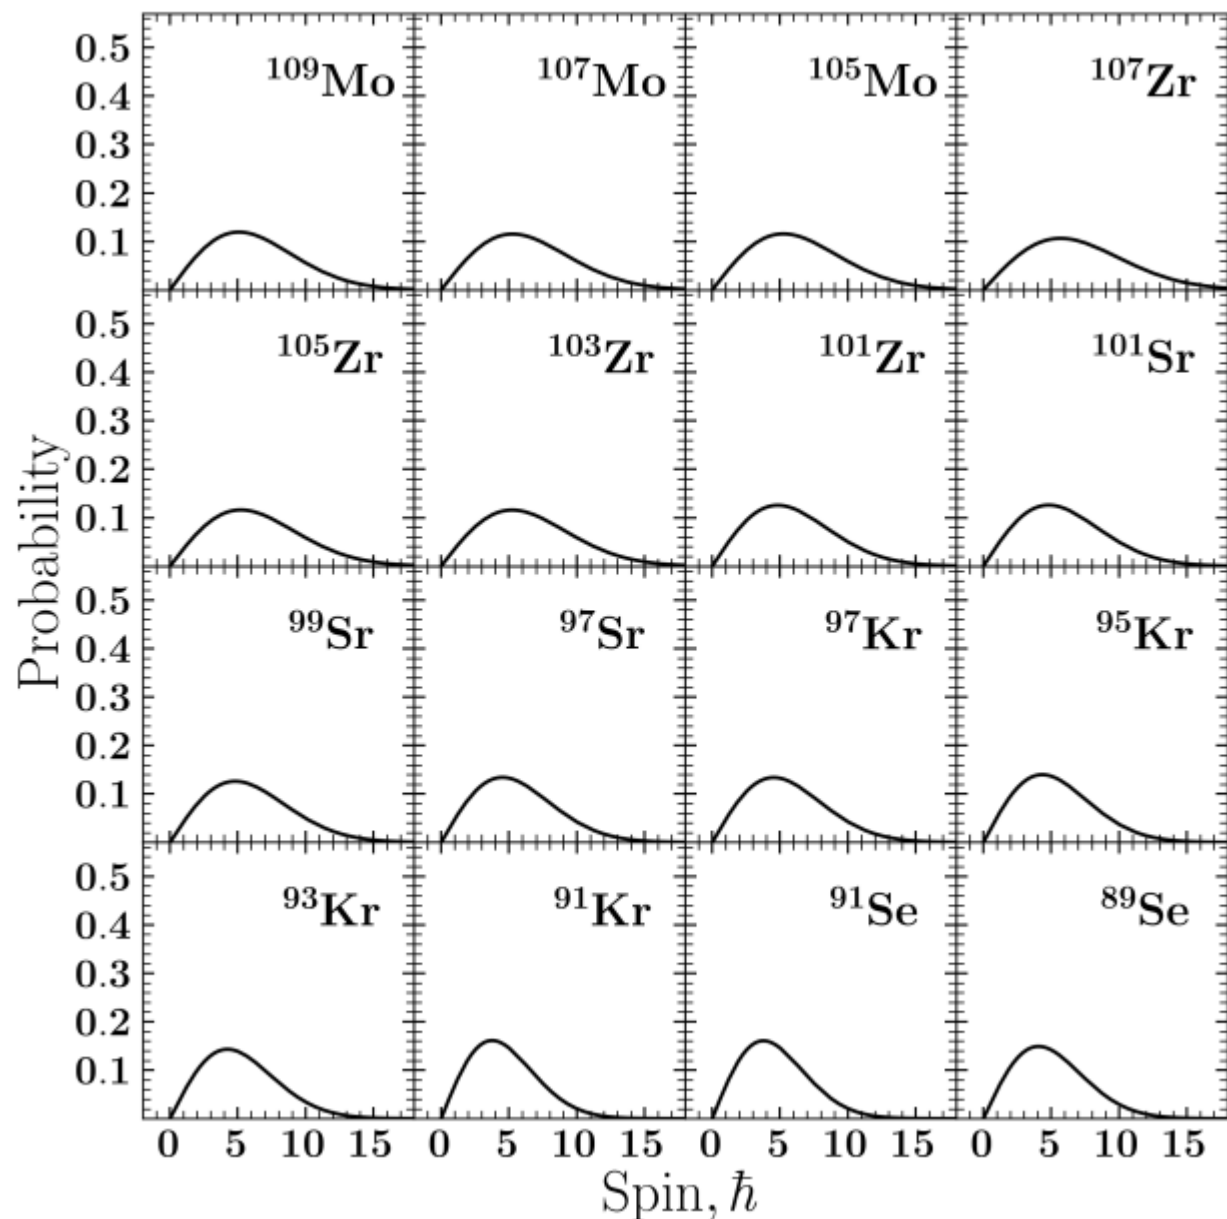 0.5
0.4
0.3
0.2
0.1
¹⁰⁹Mo
¹⁰⁷Mo
¹⁰⁵Mo
¹⁰⁷Zr
0.5
0.4
0.3
0.2
0.1
¹⁰⁵Zr
¹⁰³Zr
¹⁰¹Zr
¹⁰¹Sr
Probability
0.5
0.4
0.3
0.2
0.1
⁹⁹Sr
⁹⁷Sr
⁹⁷Kr
⁹⁵Kr
0.5
0.4
0.3
0.2
0.1
⁹³Kr
⁹¹Kr
⁹¹Se
⁸⁹Se
0 5 10 15 0 5 10 15 0 5 10 15 0 5 10 15
Spin, ħ